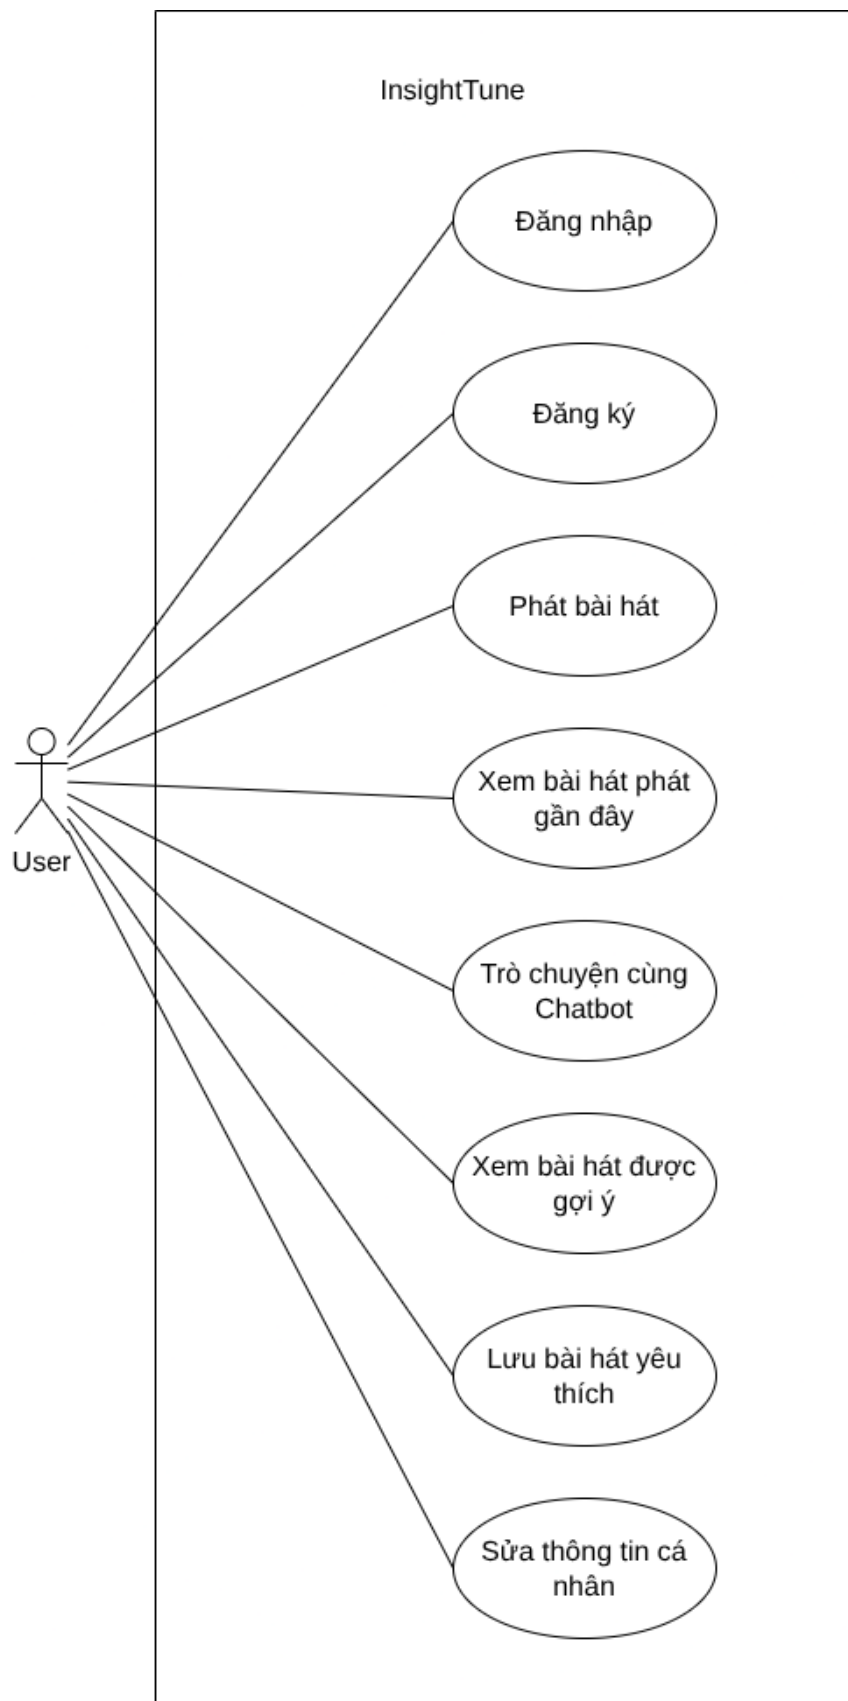 InsightTune
Đăng nhập
Đăng ký
Phát bài hát
Xem bài hát phát
gần đây
User
Trò chuyện cùng
Chatbot
Xem bài hát được
gợi ý
Lưu bài hát yêu
thích
Sửa thông tin cá
nhân